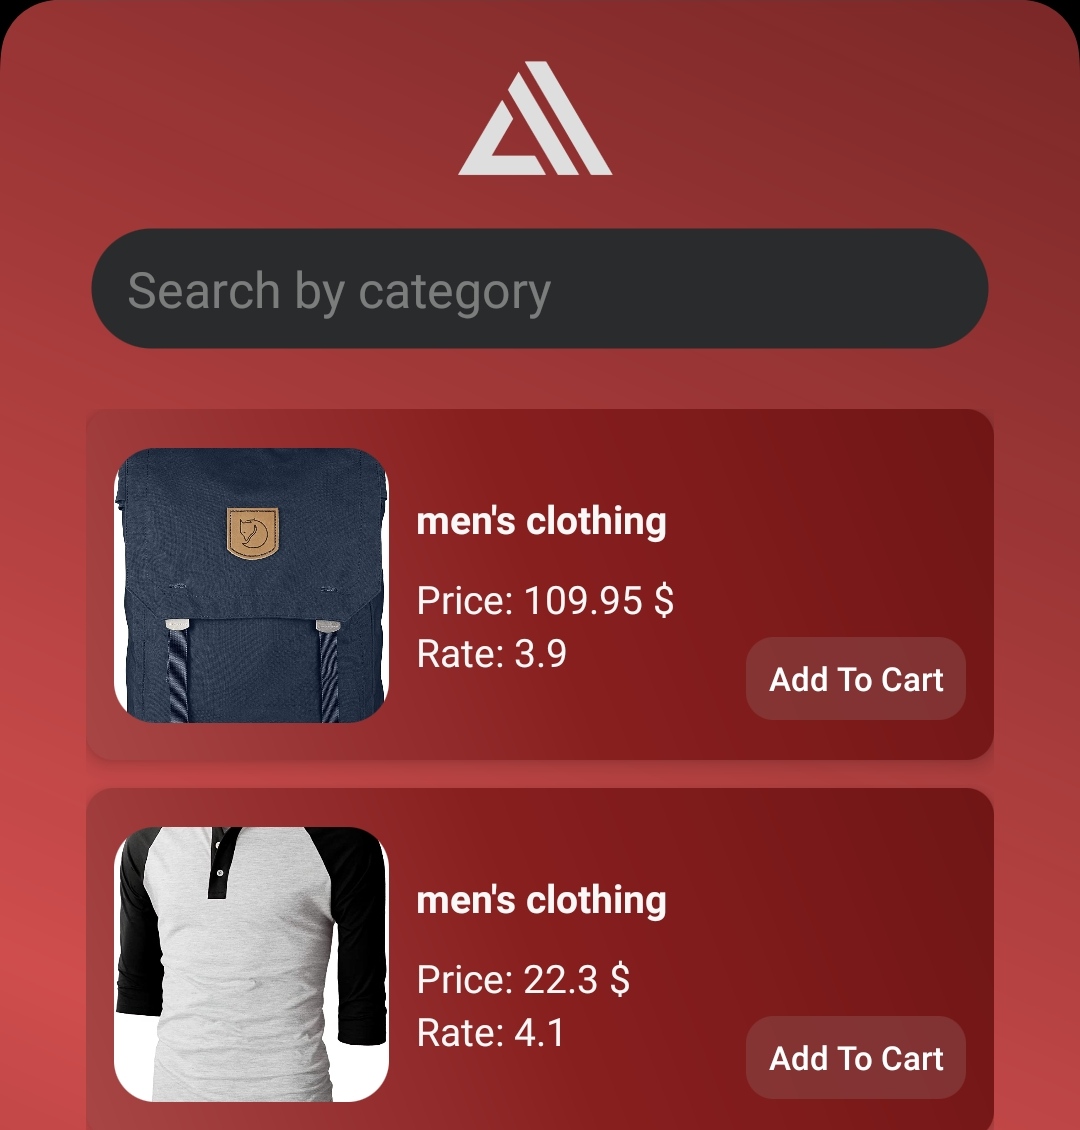 Search by category
men's clothing
Price: 109.95 $
Rate: 3.9
Add To Cart
men's clothing
Price: 22.3 $
Rate: 4.1
Add To Cart